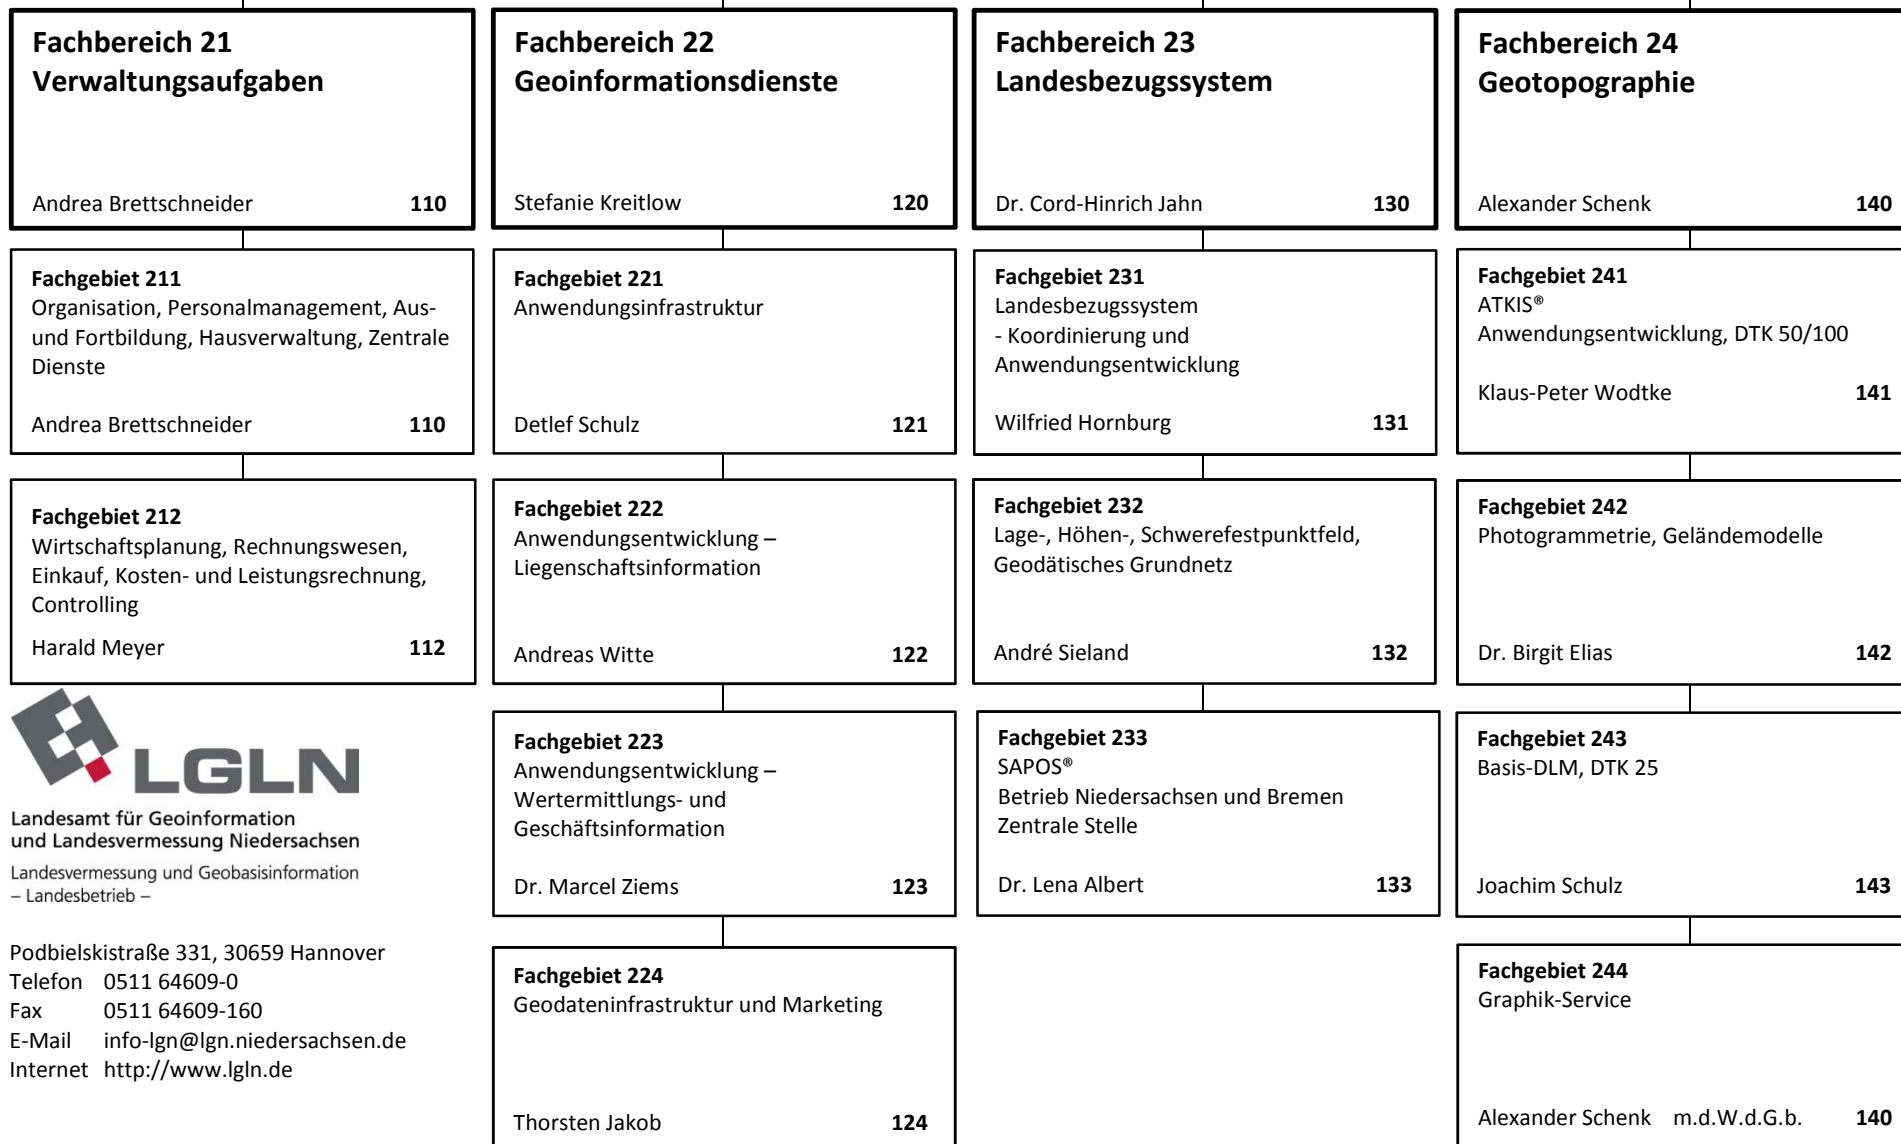 Fachbereich 21
Verwaltungsaufgaben
Andrea Brettschneider 110
Fachgebiet 211
Organisation, Personalmanagement, Aus-
und Fortbildung, Hausverwaltung, Zentrale
Dienste
Andrea Brettschneider 110
Fachgebiet 212
Wirtschaftsplanung, Rechnungswesen,
Einkauf, Kosten- und Leistungsrechnung,
Controlling
Harald Meyer 112
LGLN
Landesamt für Geoinformation
und Landesvermessung Niedersachsen
Landesvermessung und Geobasisinformation
– Landesbetrieb –
Podbielskistraße 331, 30659 Hannover
Telefon 0511 64609-0
Fax 0511 64609-160
E-Mail info-lgn@lgn.niedersachsen.de
Internet http://www.lgln.de
Fachbereich 22
Geoinformationsdienste
Stefanie Kreitlow 120
Fachgebiet 221
Anwendungsinfrastruktur
Detlef Schulz 121
Fachgebiet 222
Anwendungsentwicklung –
Liegenschaftsinformation
Andreas Witte 122
Fachgebiet 223
Anwendungsentwicklung –
Wertermittlungs- und
Geschäftsinformation
Dr. Marcel Ziems 123
Fachgebiet 224
Geodateninfrastruktur und Marketing
Thorsten Jakob 124
Fachbereich 23
Landesbezugssystem
Dr. Cord-Hinrich Jahn 130
Fachgebiet 231
Landesbezugssystem
- Koordinierung und
Anwendungsentwicklung
Wilfried Hornburg 131
Fachgebiet 232
Lage-, Höhen-, Schwerefestpunktfeld,
Geodätisches Grundnetz
André Sieland 132
Fachgebiet 233
SAPOS®
Betrieb Niedersachsen und Bremen
Zentrale Stelle
Dr. Lena Albert 133
Fachbereich 24
Geotopographie
Alexander Schenk 140
Fachgebiet 241
ATKIS®
Anwendungsentwicklung, DTK 50/100
Klaus-Peter Wodtke 141
Fachgebiet 242
Photogrammetrie, Geländemodelle
Dr. Birgit Elias 142
Fachgebiet 243
Basis-DLM, DTK 25
Joachim Schulz 143
Fachgebiet 244
Graphik-Service
Alexander Schenk m.d.W.d.G.b. 140